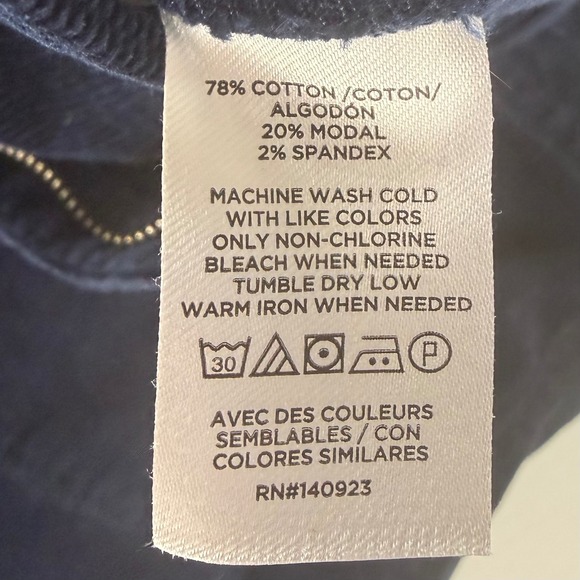 78% COTTON /COTON/
ALGODÓN
20% MODAL
2% SPANDEX
MACHINE WASH COLD
WITH LIKE COLORS
ONLY NON-CHLORINE
BLEACH WHEN NEEDED
TUMBLE DRY LOW
WARM IRON WHEN NEEDED
30 P
AVEC DES COULEURS
SEMBLABLES / CON
COLORES SIMILARES
RN#140923